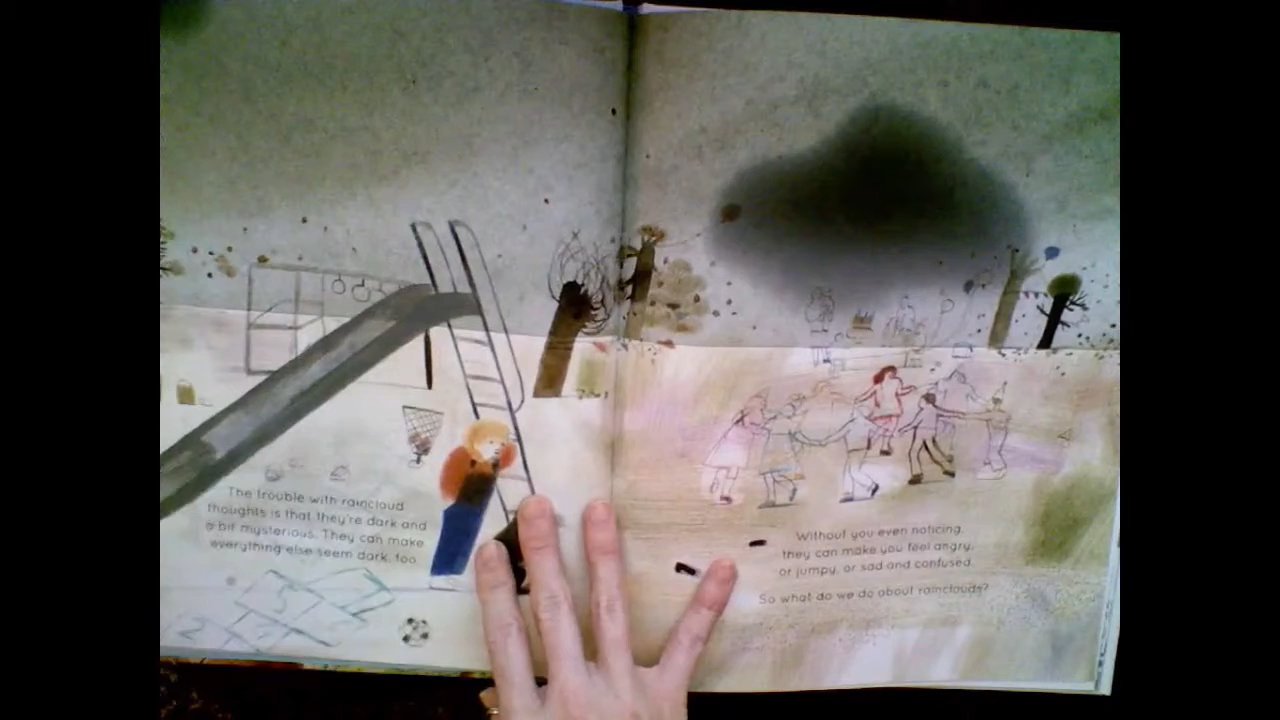 The trouble with raincloud
thoughts is that they're dark and
a bit mysterious. They can make
everything else seem dark, too.
Without you even noticing,
they can make you feel angry,
or jumpy, or sad and confused.
So what do we do about rainclouds?
2